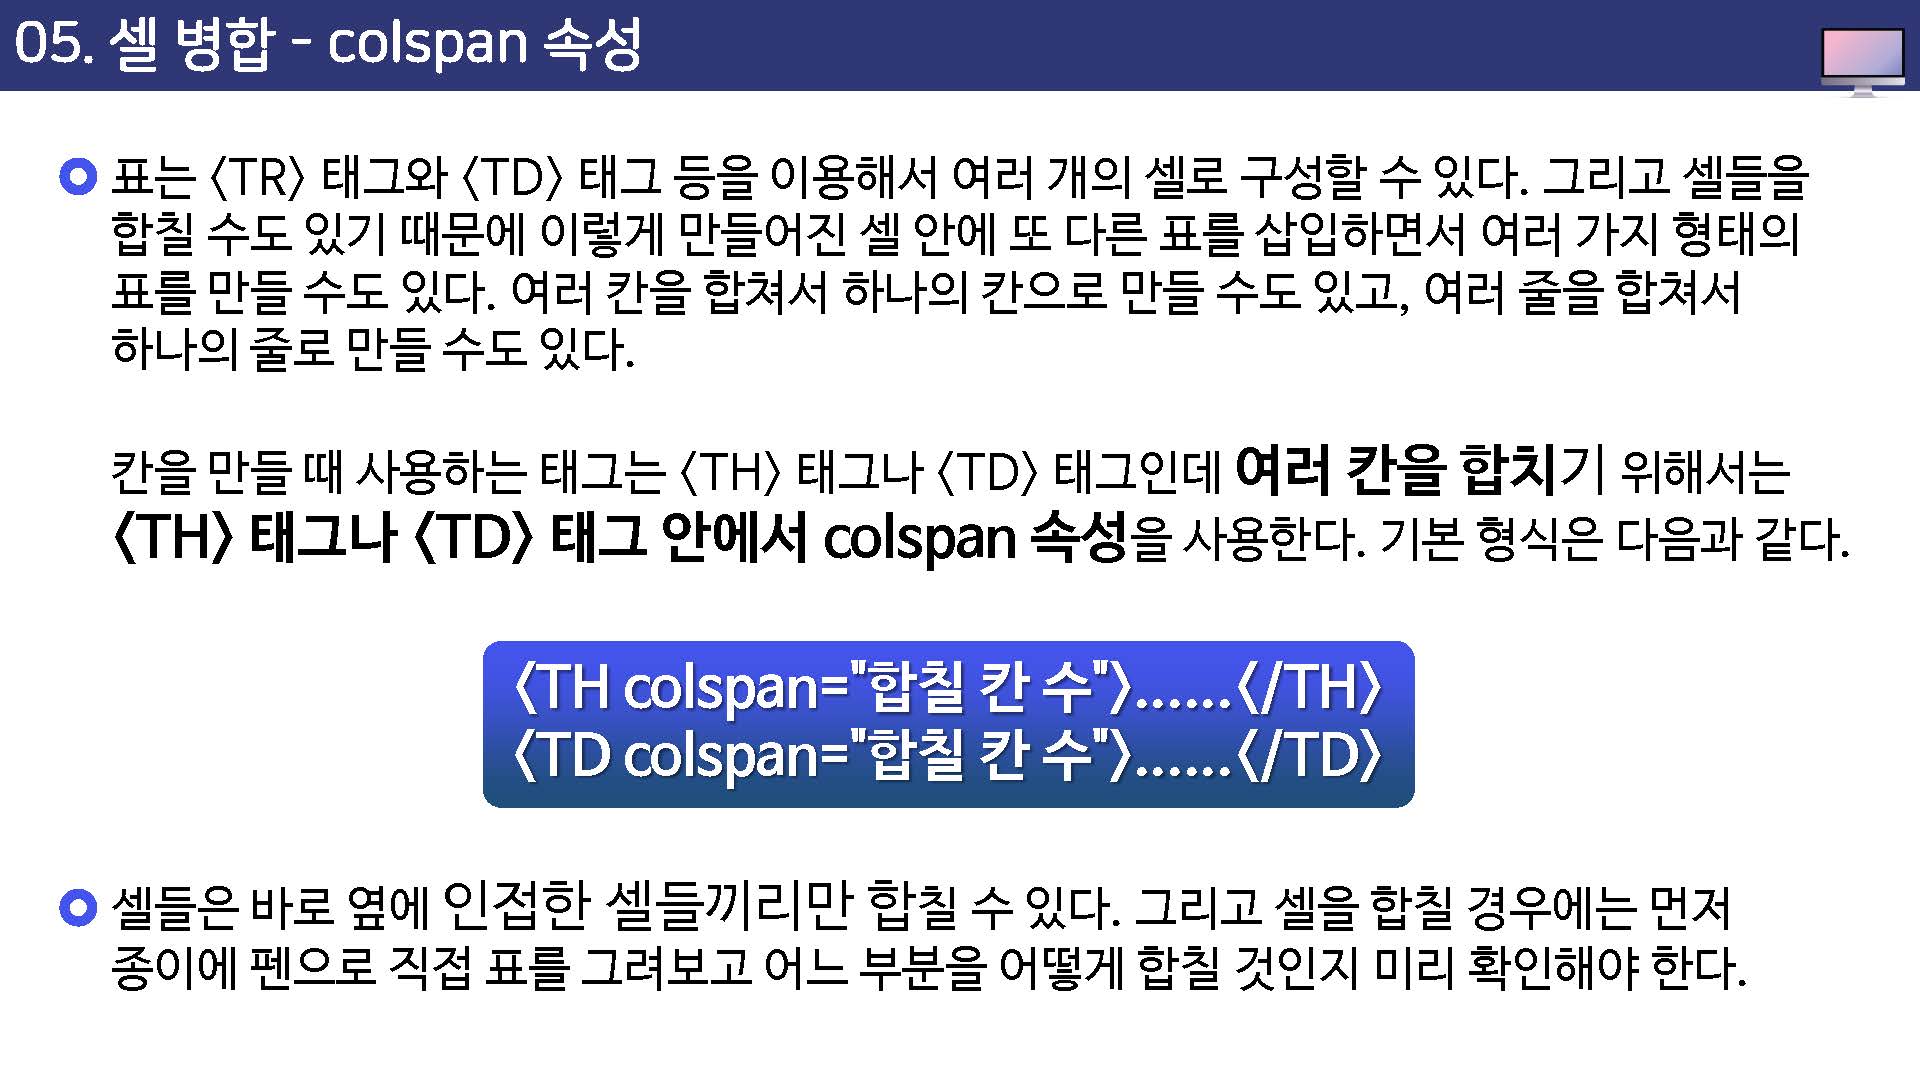 05. 셀 병합 - colspan 속성
표는 <TR> 태그와 <TD> 태그 등을 이용해서 여러 개의 셀로 구성할 수 있다. 그리고 셀들을
합칠 수도 있기 때문에 이렇게 만들어진 셀 안에 또 다른 표를 삽입하면서 여러 가지 형태의
표를 만들 수도 있다. 여러 칸을 합쳐서 하나의 칸으로 만들 수도 있고, 여러 줄을 합쳐서
하나의 줄로 만들 수도 있다.
칸을 만들 때 사용하는 태그는 <TH> 태그나 <TD> 태그인데 여러 칸을 합치기 위해서는
<TH> 태그나 <TD> 태그 안에서 colspan 속성을 사용한다. 기본 형식은 다음과 같다.
<TH colspan="합칠 칸 수">......</TH>
<TD colspan="합칠 칸 수">......</TD>
셀들은 바로 옆에 인접한 셀들끼리만 합칠 수 있다. 그리고 셀을 합칠 경우에는 먼저
종이에 펜으로 직접 표를 그려보고 어느 부분을 어떻게 합칠 것인지 미리 확인해야 한다.